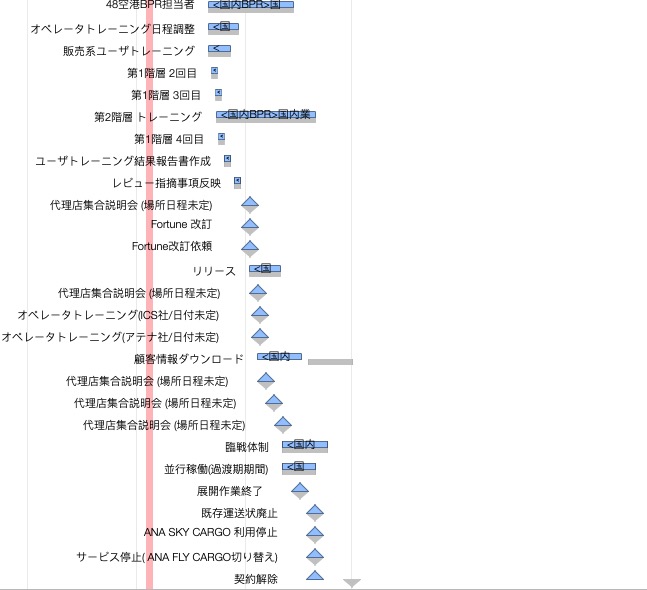 48空港BPR担当者 <国内BPR>国
オペレータトレーニング日程調整 <国
販売系ユーザトレーニング <
第1階層 2回目 <
第1階層 3回目 <
第2階層 トレーニング <国内BPR>国内業
第1階層 4回目 <
ユーザトレーニング結果報告書作成 <
レビュー指摘事項反映 <
代理店集合説明会 (場所日程未定)
Fortune 改訂
Fortune改訂依頼
リリース <国
代理店集合説明会 (場所日程未定)
オペレータトレーニング(ICS社/日付未定)
オペレータトレーニング(アテナ社/日付未定)
顧客情報ダウンロード <国内
代理店集合説明会 (場所日程未定)
代理店集合説明会 (場所日程未定)
代理店集合説明会 (場所日程未定)
臨戦体制 <国内
並行稼働(過渡期期間) <国
展開作業終了
既存運送状廃止
ANA SKY CARGO 利用停止
サービス停止( ANA FLY CARGO切り替え)
契約解除